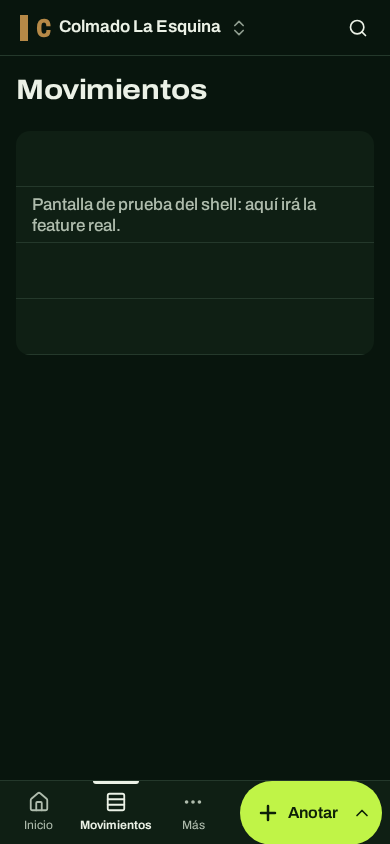 C Colmado La Esquina
Movimientos
Pantalla de prueba del shell: aquí irá la
feature real.
Inicio
Movimientos
Más
Anotar